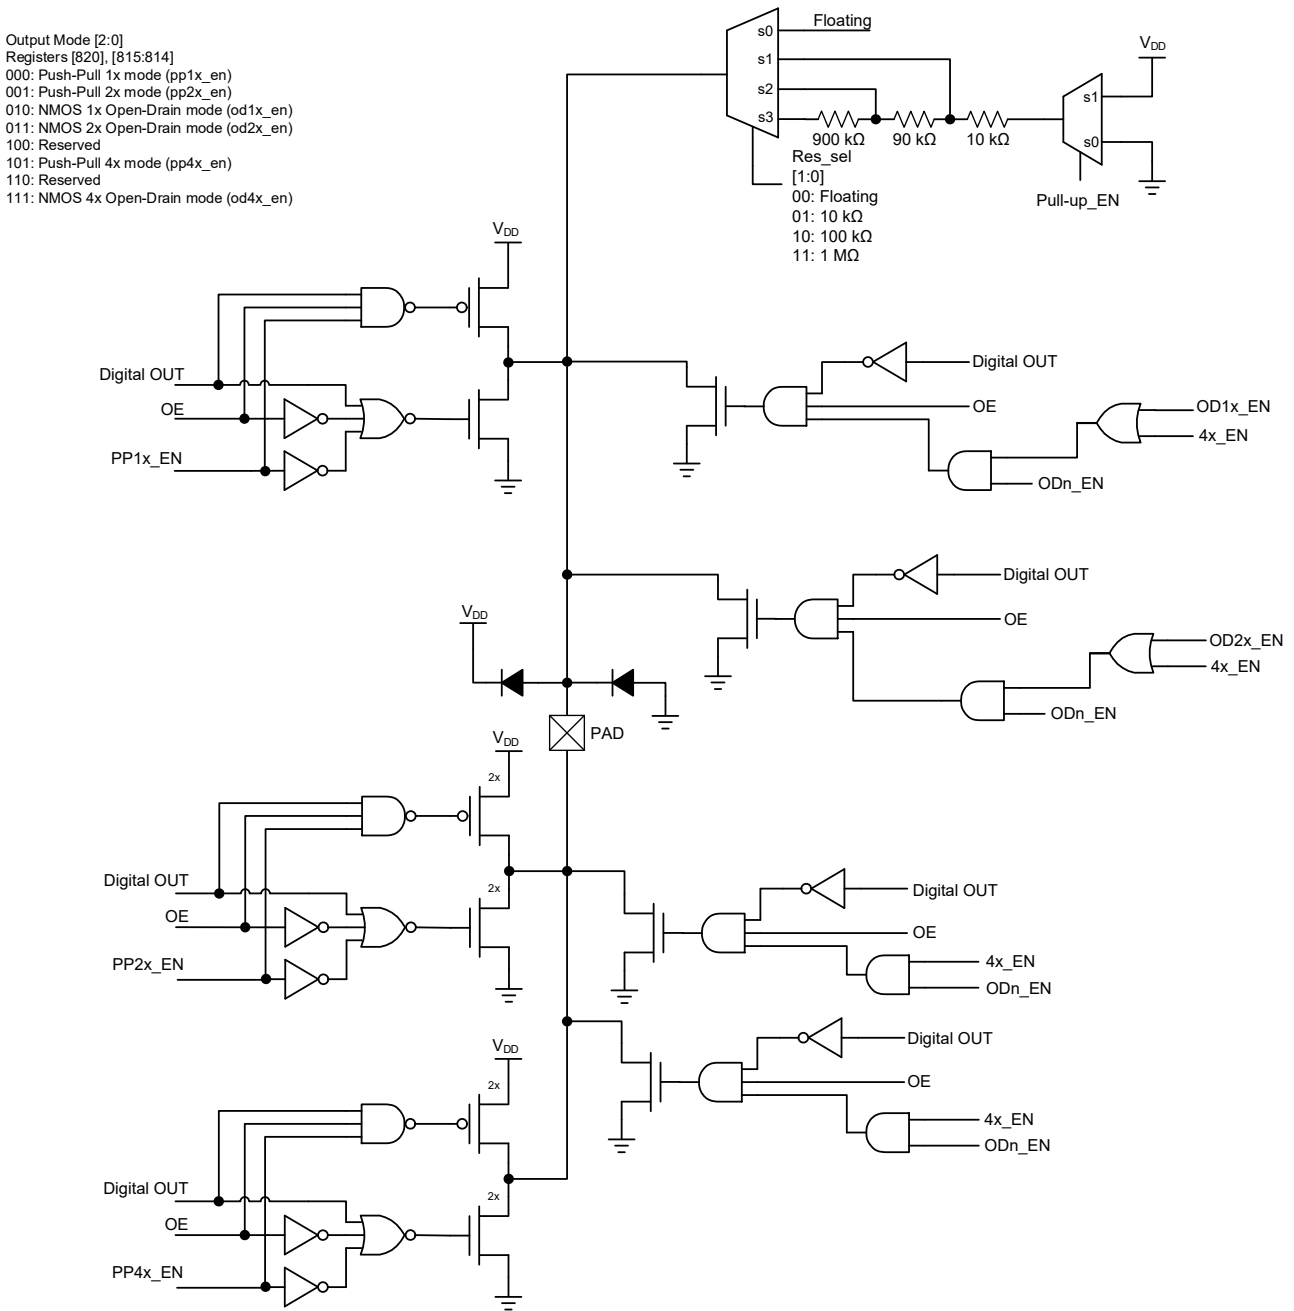 Output Mode [2:0]
Registers [820], [815:814]
000: Push-Pull 1x mode (pp1x_en)
001: Push-Pull 2x mode (pp2x_en)
010: NMOS 1x Open-Drain mode (od1x_en)
011: NMOS 2x Open-Drain mode (od2x_en)
100: Reserved
101: Push-Pull 4x mode (pp4x_en)
110: Reserved
111: NMOS 4x Open-Drain mode (od4x_en)
s0
Floating
s1
s2
s3
900 kΩ
90 kΩ
10 kΩ
VDD
s1
s0
Pull-up_EN
Res_sel
[1:0]
00: Floating
01: 10 kΩ
10: 100 kΩ
11: 1 MΩ
VDD
Digital OUT
OE
PP1x_EN
Digital OUT
OE
OD1x_EN
4x_EN
ODn_EN
Digital OUT
OE
OD2x_EN
4x_EN
ODn_EN
VDD
PAD
VDD
2x
2x
Digital OUT
OE
PP2x_EN
Digital OUT
OE
4x_EN
ODn_EN
Digital OUT
OE
4x_EN
ODn_EN
VDD
2x
2x
Digital OUT
OE
PP4x_EN